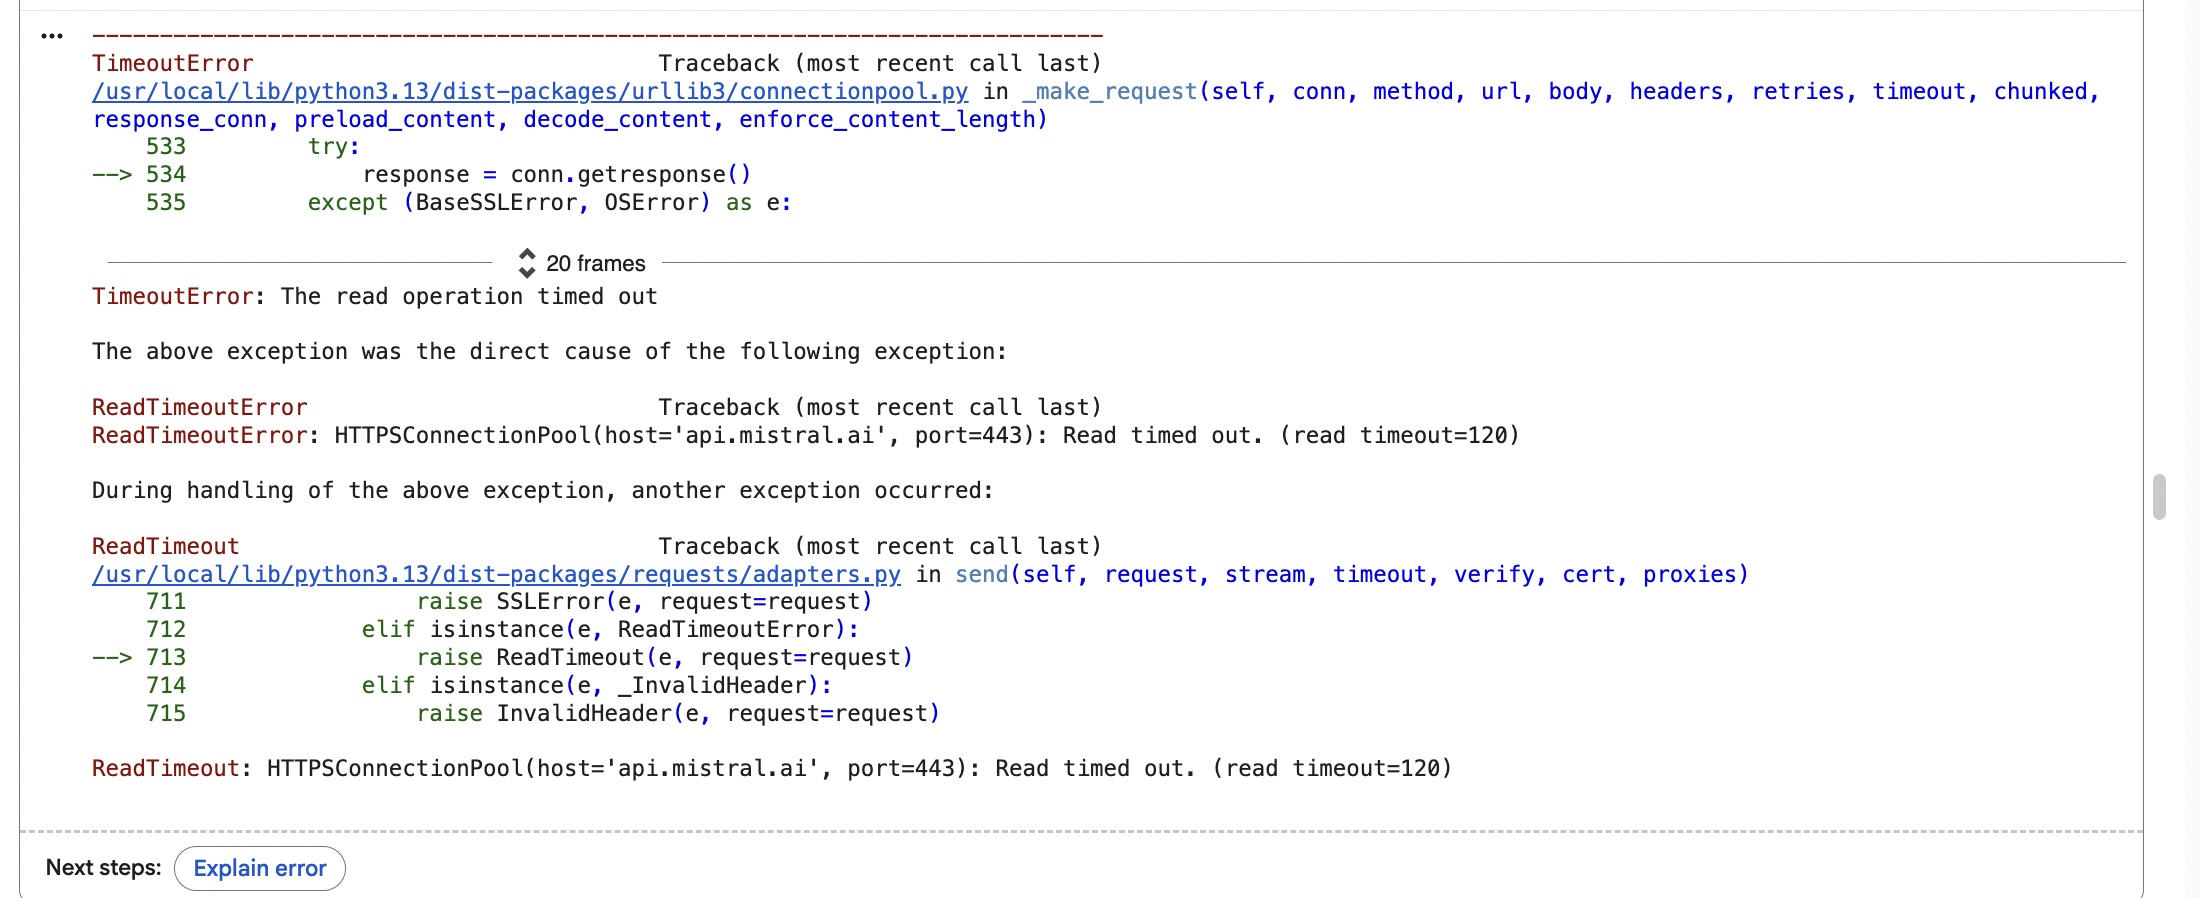 ---------------------------------------------------------------------------
TimeoutError                              Traceback (most recent call last)
/usr/local/lib/python3.13/dist-packages/urllib3/connectionpool.py in _make_request(self, conn, method, url, body, headers, retries, timeout, chunked,
response_conn, preload_content, decode_content, enforce_content_length)
    533         try:
--> 534             response = conn.getresponse()
    535         except (BaseSSLError, OSError) as e:
20 frames
TimeoutError: The read operation timed out
The above exception was the direct cause of the following exception:
ReadTimeoutError                          Traceback (most recent call last)
ReadTimeoutError: HTTPSConnectionPool(host='api.mistral.ai', port=443): Read timed out. (read timeout=120)
During handling of the above exception, another exception occurred:
ReadTimeout                               Traceback (most recent call last)
/usr/local/lib/python3.13/dist-packages/requests/adapters.py in send(self, request, stream, timeout, verify, cert, proxies)
    711                 raise SSLError(e, request=request)
    712             elif isinstance(e, ReadTimeoutError):
--> 713                 raise ReadTimeout(e, request=request)
    714             elif isinstance(e, _InvalidHeader):
    715                 raise InvalidHeader(e, request=request)
ReadTimeout: HTTPSConnectionPool(host='api.mistral.ai', port=443): Read timed out. (read timeout=120)
Next steps: Explain error